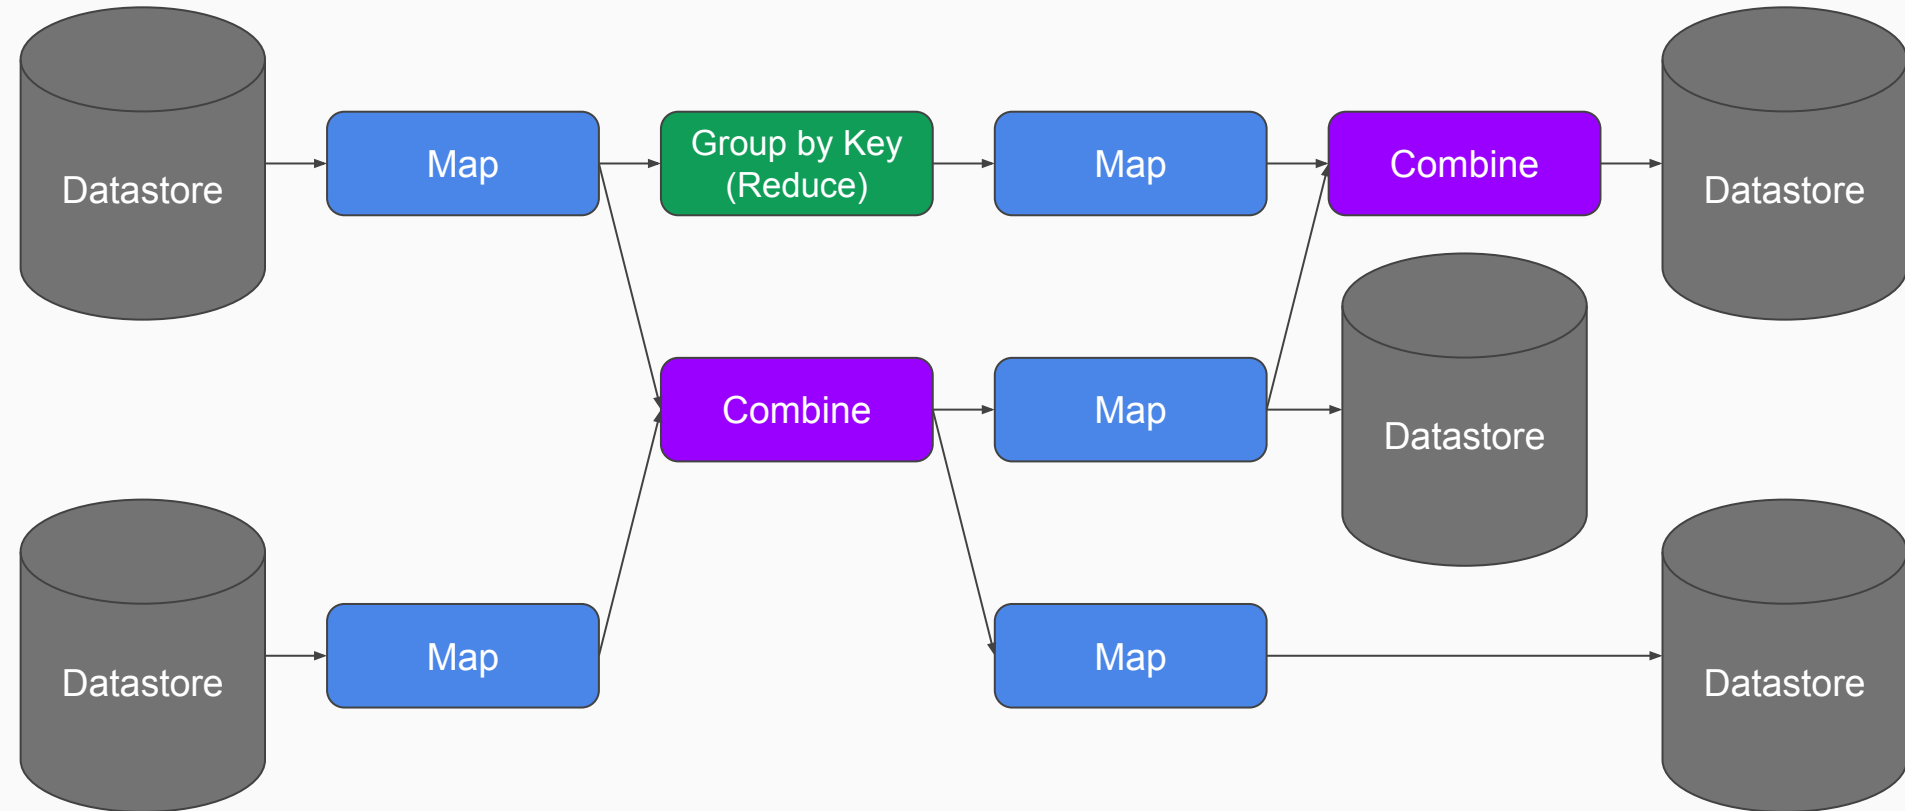 Datastore
Map
Group by Key
(Reduce)
Map
Combine
Datastore
Combine
Map
Datastore
Datastore
Map
Map
Datastore